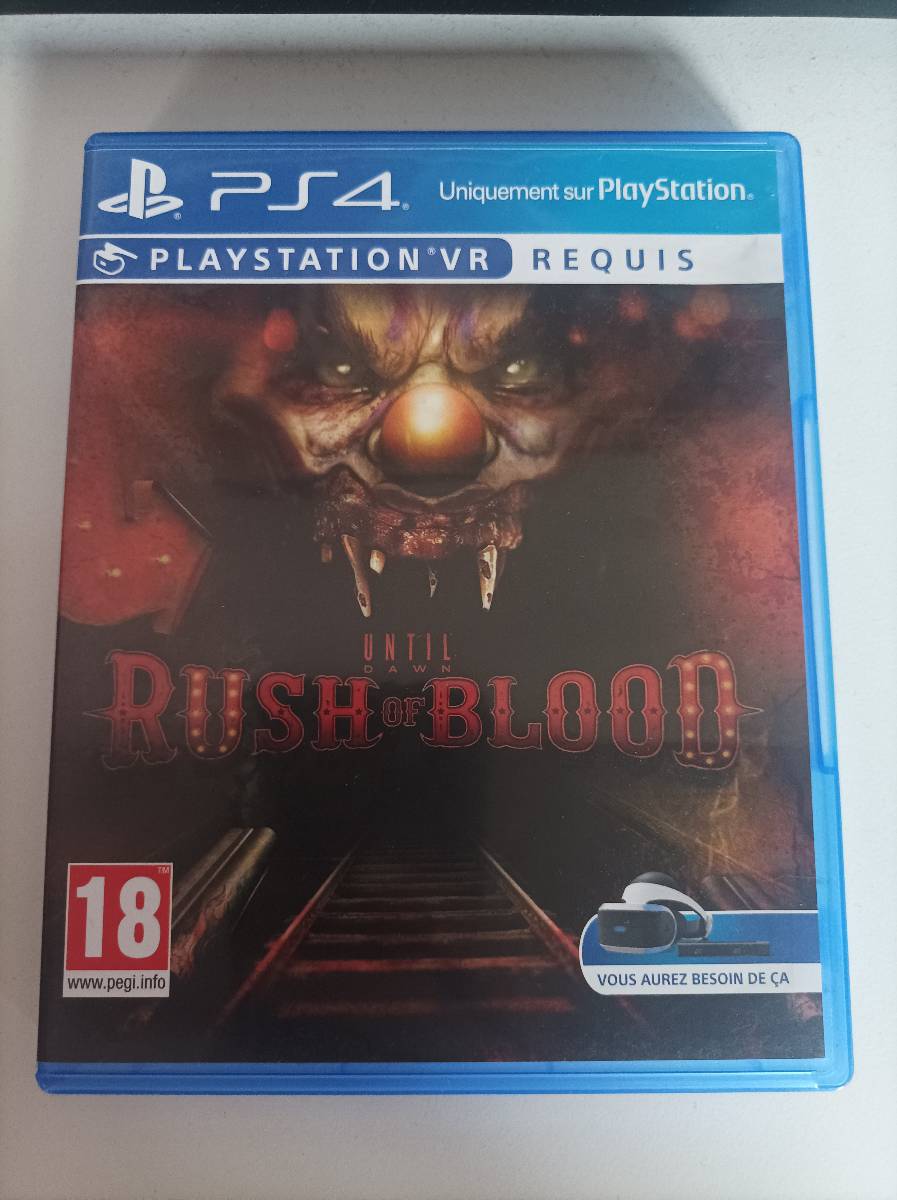 PS4® Uniquement sur PlayStation®
PLAYSTATION®VR REQUIS
UNTIL
DAWN
RUSH OF BLOOD
18™
www.pegi.info
VOUS AUREZ BESOIN DE ÇA